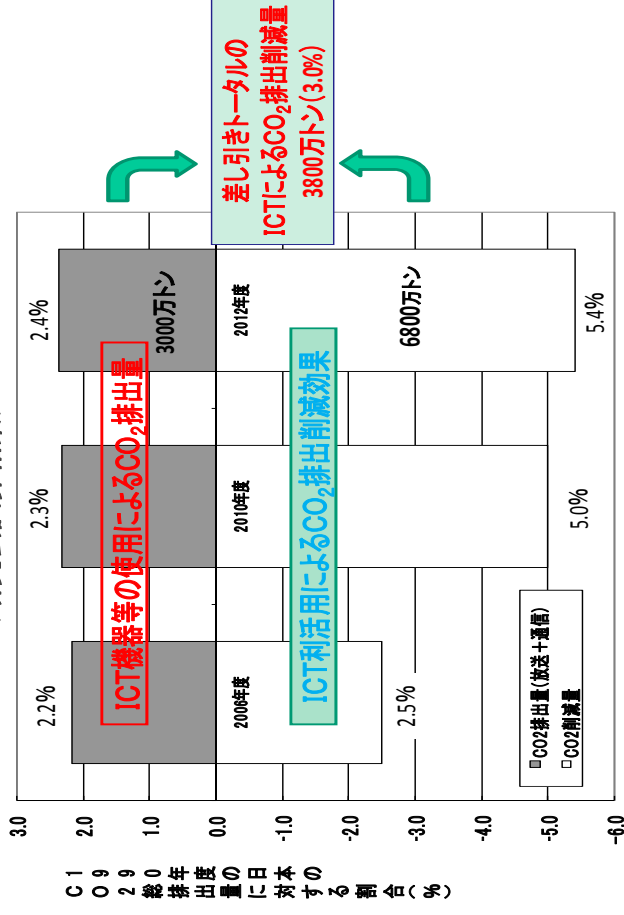 1990年度の日本の
CO2総排出量に対する割合(%)
3.0
2.0
1.0
0.0
-1.0
-2.0
-3.0
-4.0
-5.0
-6.0
2.2%
2.3%
2.4%
ICT機器等の使用によるCO₂排出量
3000万トン
2006年度
2010年度
2012年度
ICT利活用によるCO₂排出削減効果
6800万トン
2.5%
5.0%
5.4%
CO2排出量(放送+通信)
CO2削減量
差し引きトータルの
ICTによるCO₂排出削減量
3800万トン(3.0%)